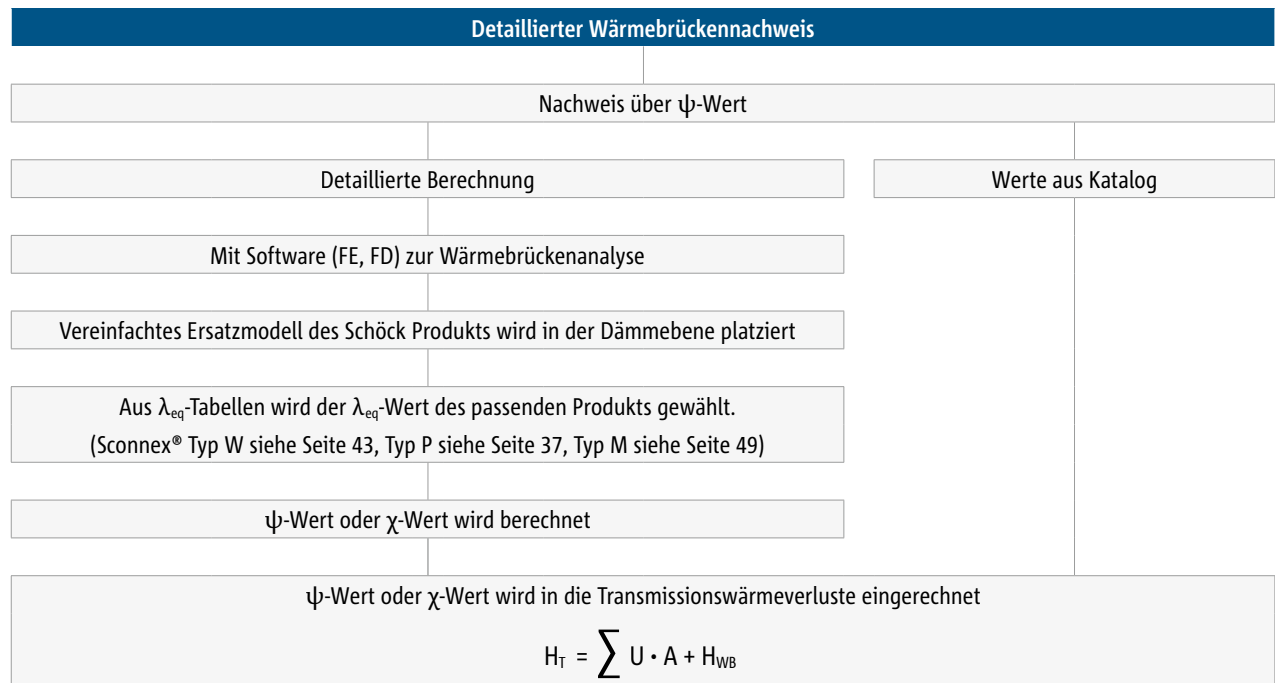 Detaillierter Wärmebrückennachweis
Nachweis über ψ-Wert
Detaillierte Berechnung
Werte aus Katalog
Mit Software (FE, FD) zur Wärmebrückenanalyse
Vereinfachtes Ersatzmodell des Schöck Produkts wird in der Dämmebene platziert
Aus λeq-Tabellen wird der λeq-Wert des passenden Produkts gewählt.
(Sconnex® Typ W siehe Seite 43, Typ P siehe Seite 37, Typ M siehe Seite 49)
ψ-Wert oder χ-Wert wird berechnet
ψ-Wert oder χ-Wert wird in die Transmissionswärmeverluste eingerechnet
HT = ∑ U · A + HWB